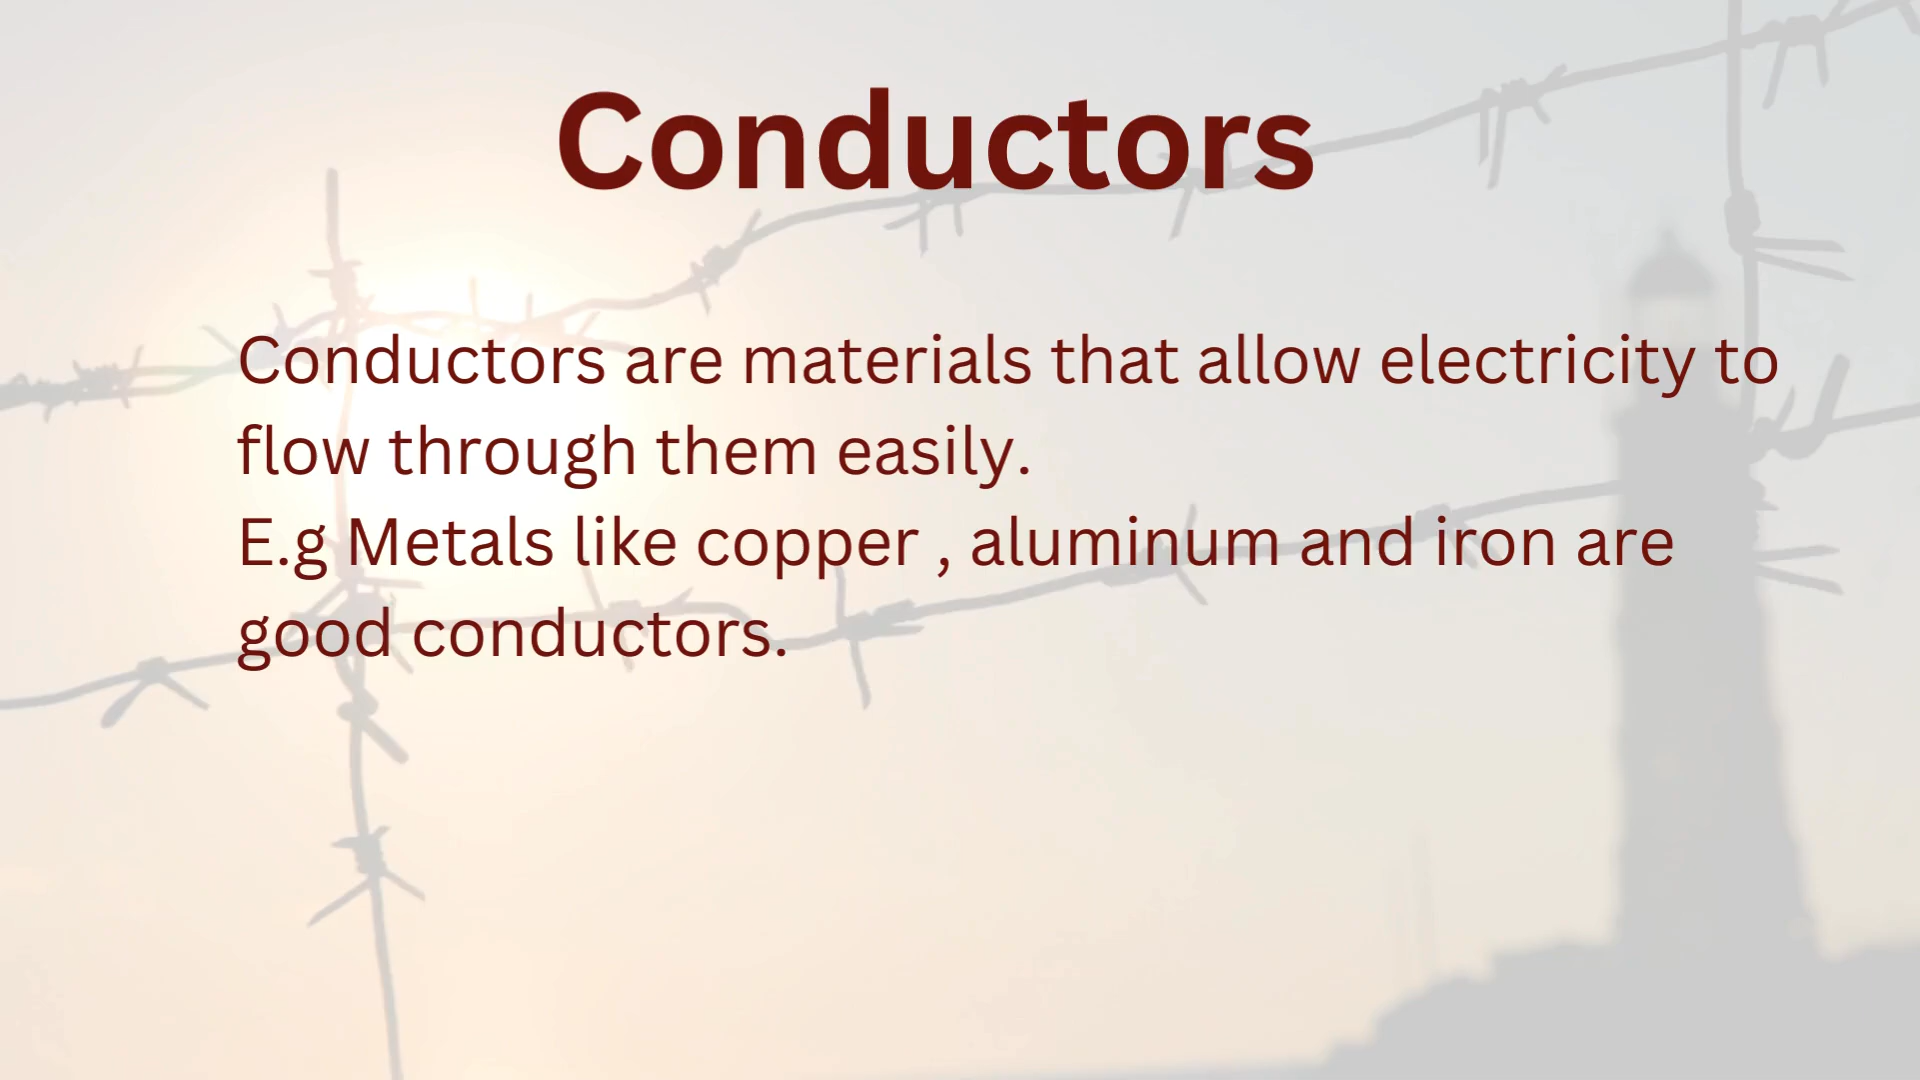 Conductors
Conductors are materials that allow electricity to
flow through them easily.
E.g Metals like copper , aluminum and iron are
good conductors.